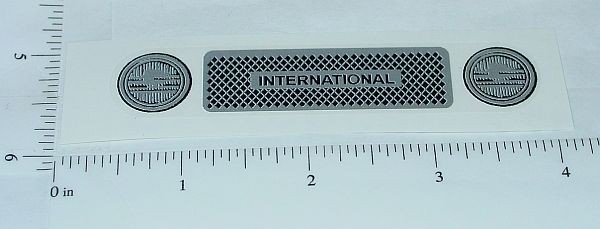 5
INTERNATIONAL
6
0 in 1 2 3 4